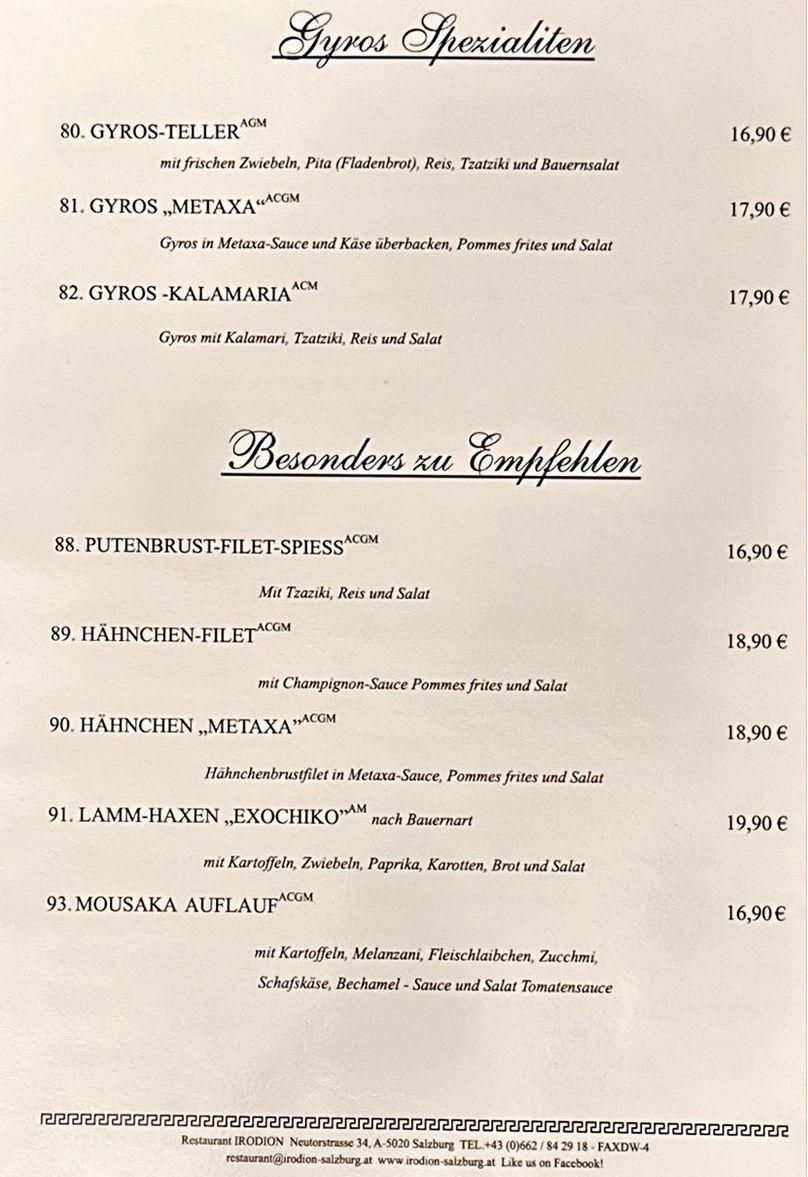 Gyros Spezialiten
80. GYROS-TELLER^AGM 16,90 €
mit frischen Zwiebeln, Pita (Fladenbrot), Reis, Tzatziki und Bauernsalat
81. GYROS „METAXA“^ACGM 17,90 €
Gyros in Metaxa-Sauce und Käse überbacken, Pommes frites und Salat
82. GYROS -KALAMARIA^ACM 17,90 €
Gyros mit Kalamari, Tzatziki, Reis und Salat
Besonders zu Empfehlen
88. PUTENBRUST-FILET-SPIESS^ACGM 16,90 €
Mit Tzaziki, Reis und Salat
89. HÄHNCHEN-FILET^ACGM 18,90 €
mit Champignon-Sauce Pommes frites und Salat
90. HÄHNCHEN „METAXA”^ACGM 18,90 €
Hähnchenbrustfilet in Metaxa-Sauce, Pommes frites und Salat
91. LAMM-HAXEN „EXOCHIKO”^AM nach Bauernart 19,90 €
mit Kartoffeln, Zwiebeln, Paprika, Karotten, Brot und Salat
93. MOUSAKA AUFLAUF^ACGM 16,90 €
mit Kartoffeln, Melanzani, Fleischlaibchen, Zucchmi,
Schafskäse, Bechamel - Sauce und Salat Tomatensauce
Restaurant IRODION Neutorstrasse 34, A-5020 Salzburg TEL.+43 (0)662 / 84 29 18 - FAXDW-4
restaurant@irodion-salzburg.at www.irodion-salzburg.at Like us on Facebook!